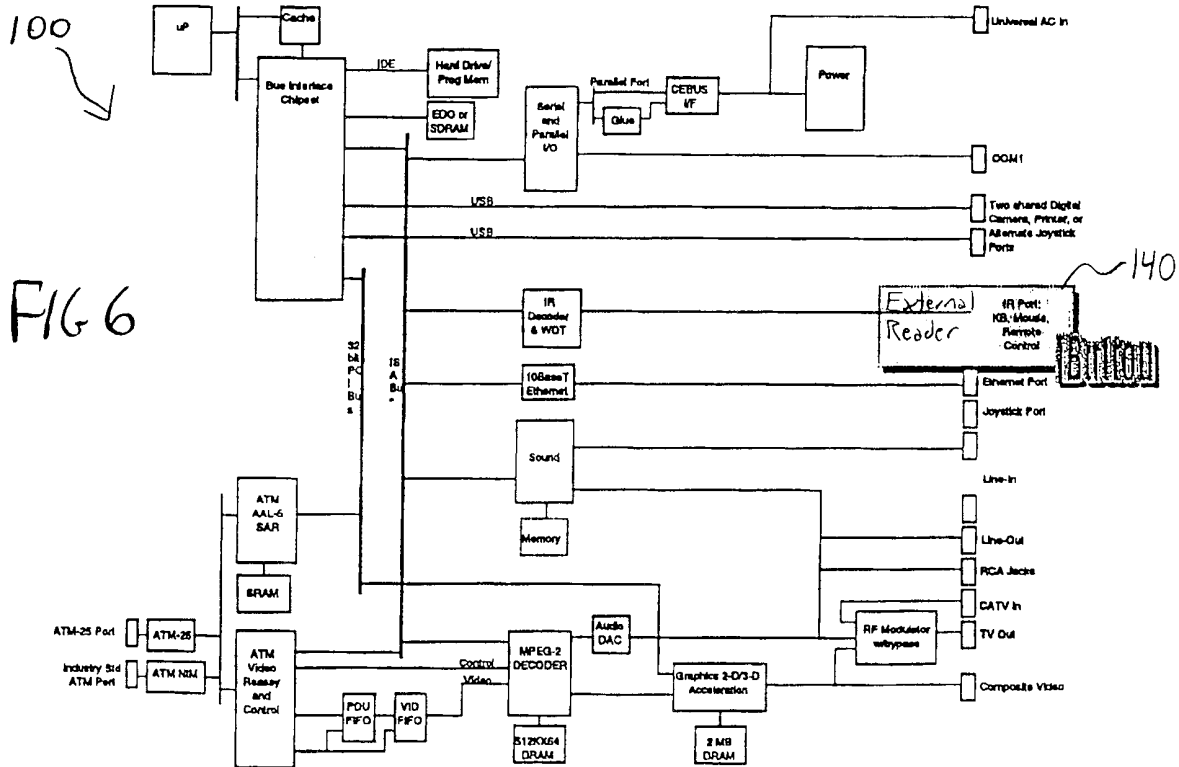 100
uP
Cache
Bus Interface
Chipset
IDE
Hard Drive/
Prog Mem
EDO or
SDRAM
Serial
and
Parallel
I/O
Parallel Port
Glue
CEBUS
I/F
Power
Universal AC In
COM1
USB
USB
Two shared Digital
Camera, Printer, or
Alternate Joystick
Ports
140
FIG 6
External
Reader
IR Port:
KB, Mouse,
Remote
Control
IR
Decoder
& WDT
32
bit
PC
I
Bu
s
IS
A
Bu
s
10BaseT
Ethernet
Ethernet Port
Joystick Port
Sound
Memory
Line-In
Line-Out
RCA Jacks
CATV In
TV Out
RF Modulator
w/bypass
Composite Video
ATM
AAL-5
SAR
SRAM
ATM-25 Port
ATM-25
Industry Std
ATM Port
ATM NIM
ATM
Video
Reassy
and
Control
PDU
FIFO
VID
FIFO
Control
Video
MPEG-2
DECODER
Audio
DAC
512KX64
DRAM
Graphics 2-D/3-D
Acceleration
2 MB
DRAM